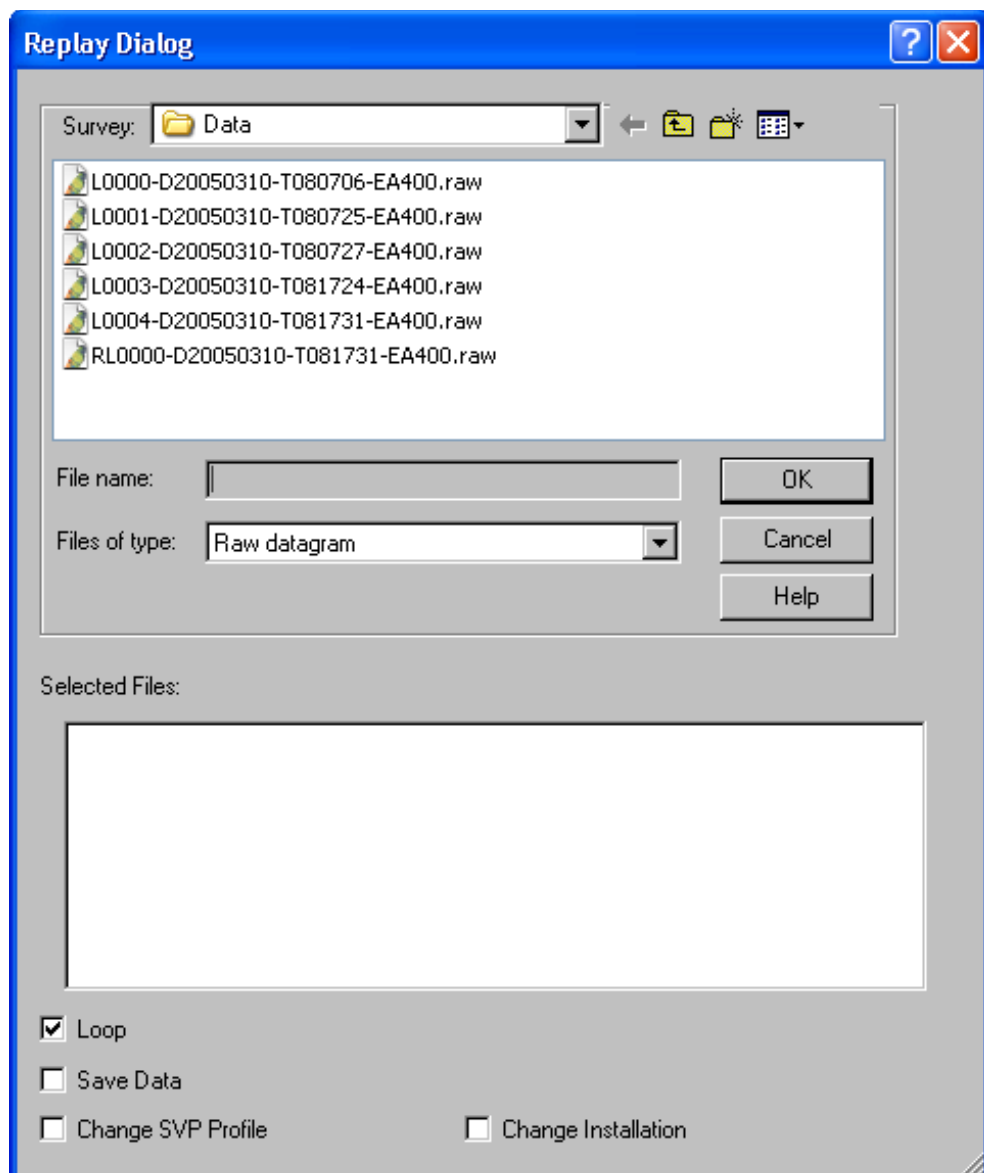 Replay Dialog
Survey: Data
L0000-D20050310-T080706-EA400.raw
L0001-D20050310-T080725-EA400.raw
L0002-D20050310-T080727-EA400.raw
L0003-D20050310-T081724-EA400.raw
L0004-D20050310-T081731-EA400.raw
RL0000-D20050310-T081731-EA400.raw
File name:
OK
Files of type: Raw datagram
Cancel
Help
Selected Files:
Loop
Save Data
Change SVP Profile
Change Installation